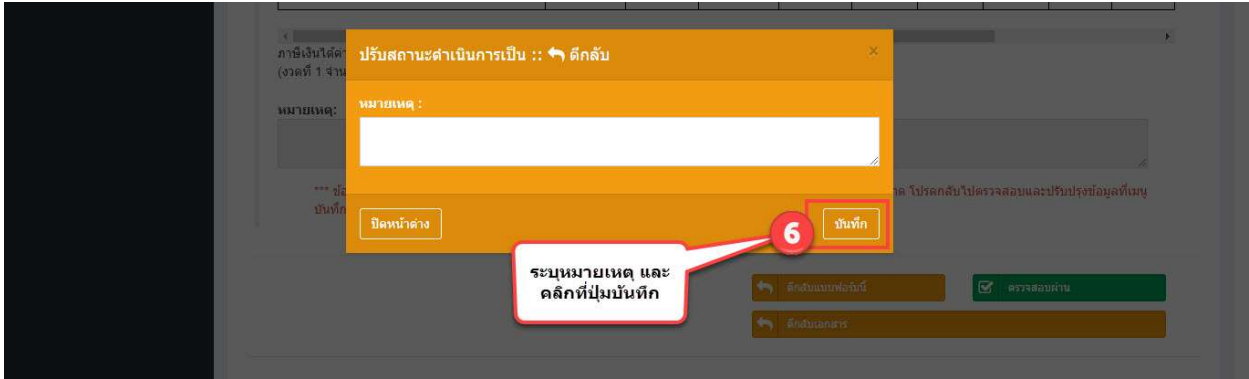 ปรับสถานะดำเนินการเป็น :: ตีกลับ
×
ภาษีเงินได้
(งวดที่ 1
หมายเหตุ :
หมายเหตุ:
*** โปรดกลับไปตรวจสอบและปรับปรุงข้อมูลที่เมนู
บันทึก
ปิดหน้าต่าง
บันทึก
6
ระบุหมายเหตุ และ
คลิกที่ปุ่มบันทึก
ตีกลับแบบฟอร์มนี้
ตรวจสอบผ่าน
ตีกลับเอกสาร